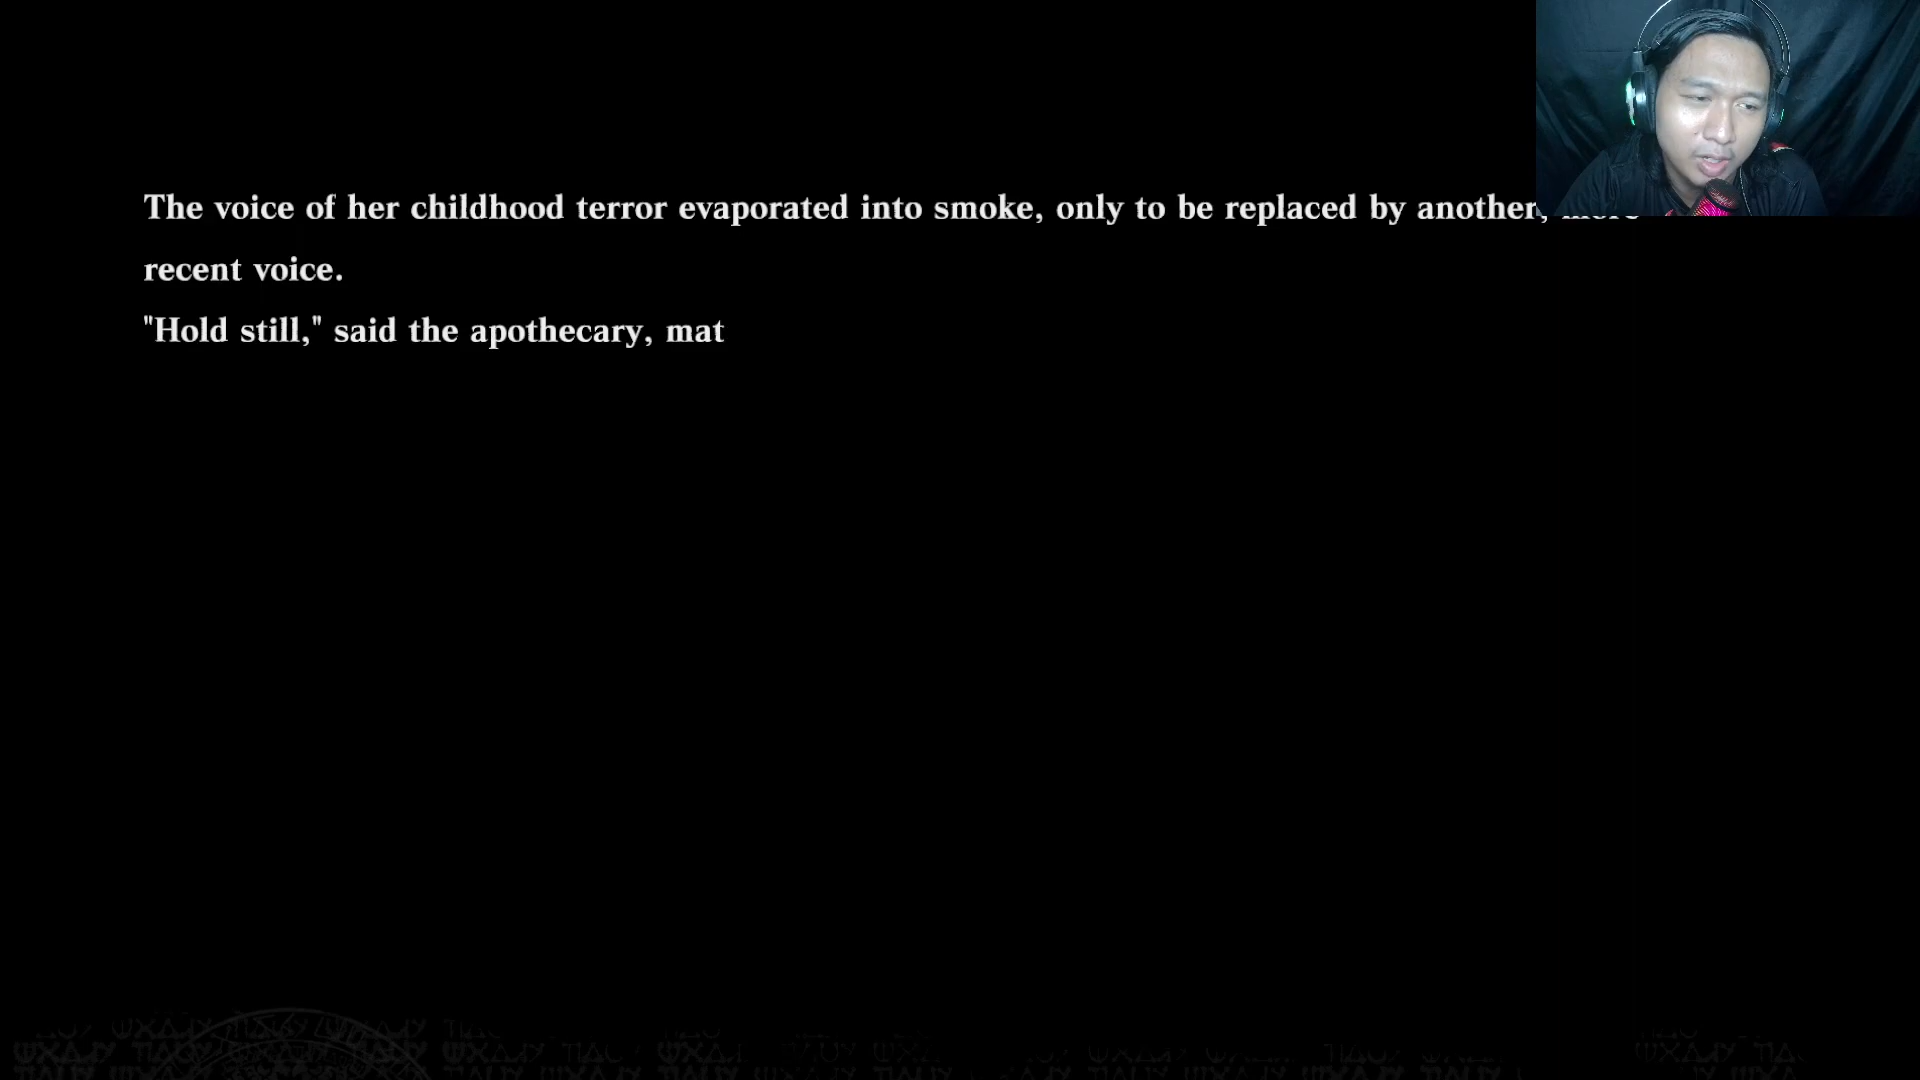 The voice of her childhood terror evaporated into smoke, only to be replaced by another,
recent voice.
"Hold still," said the apothecary, mat